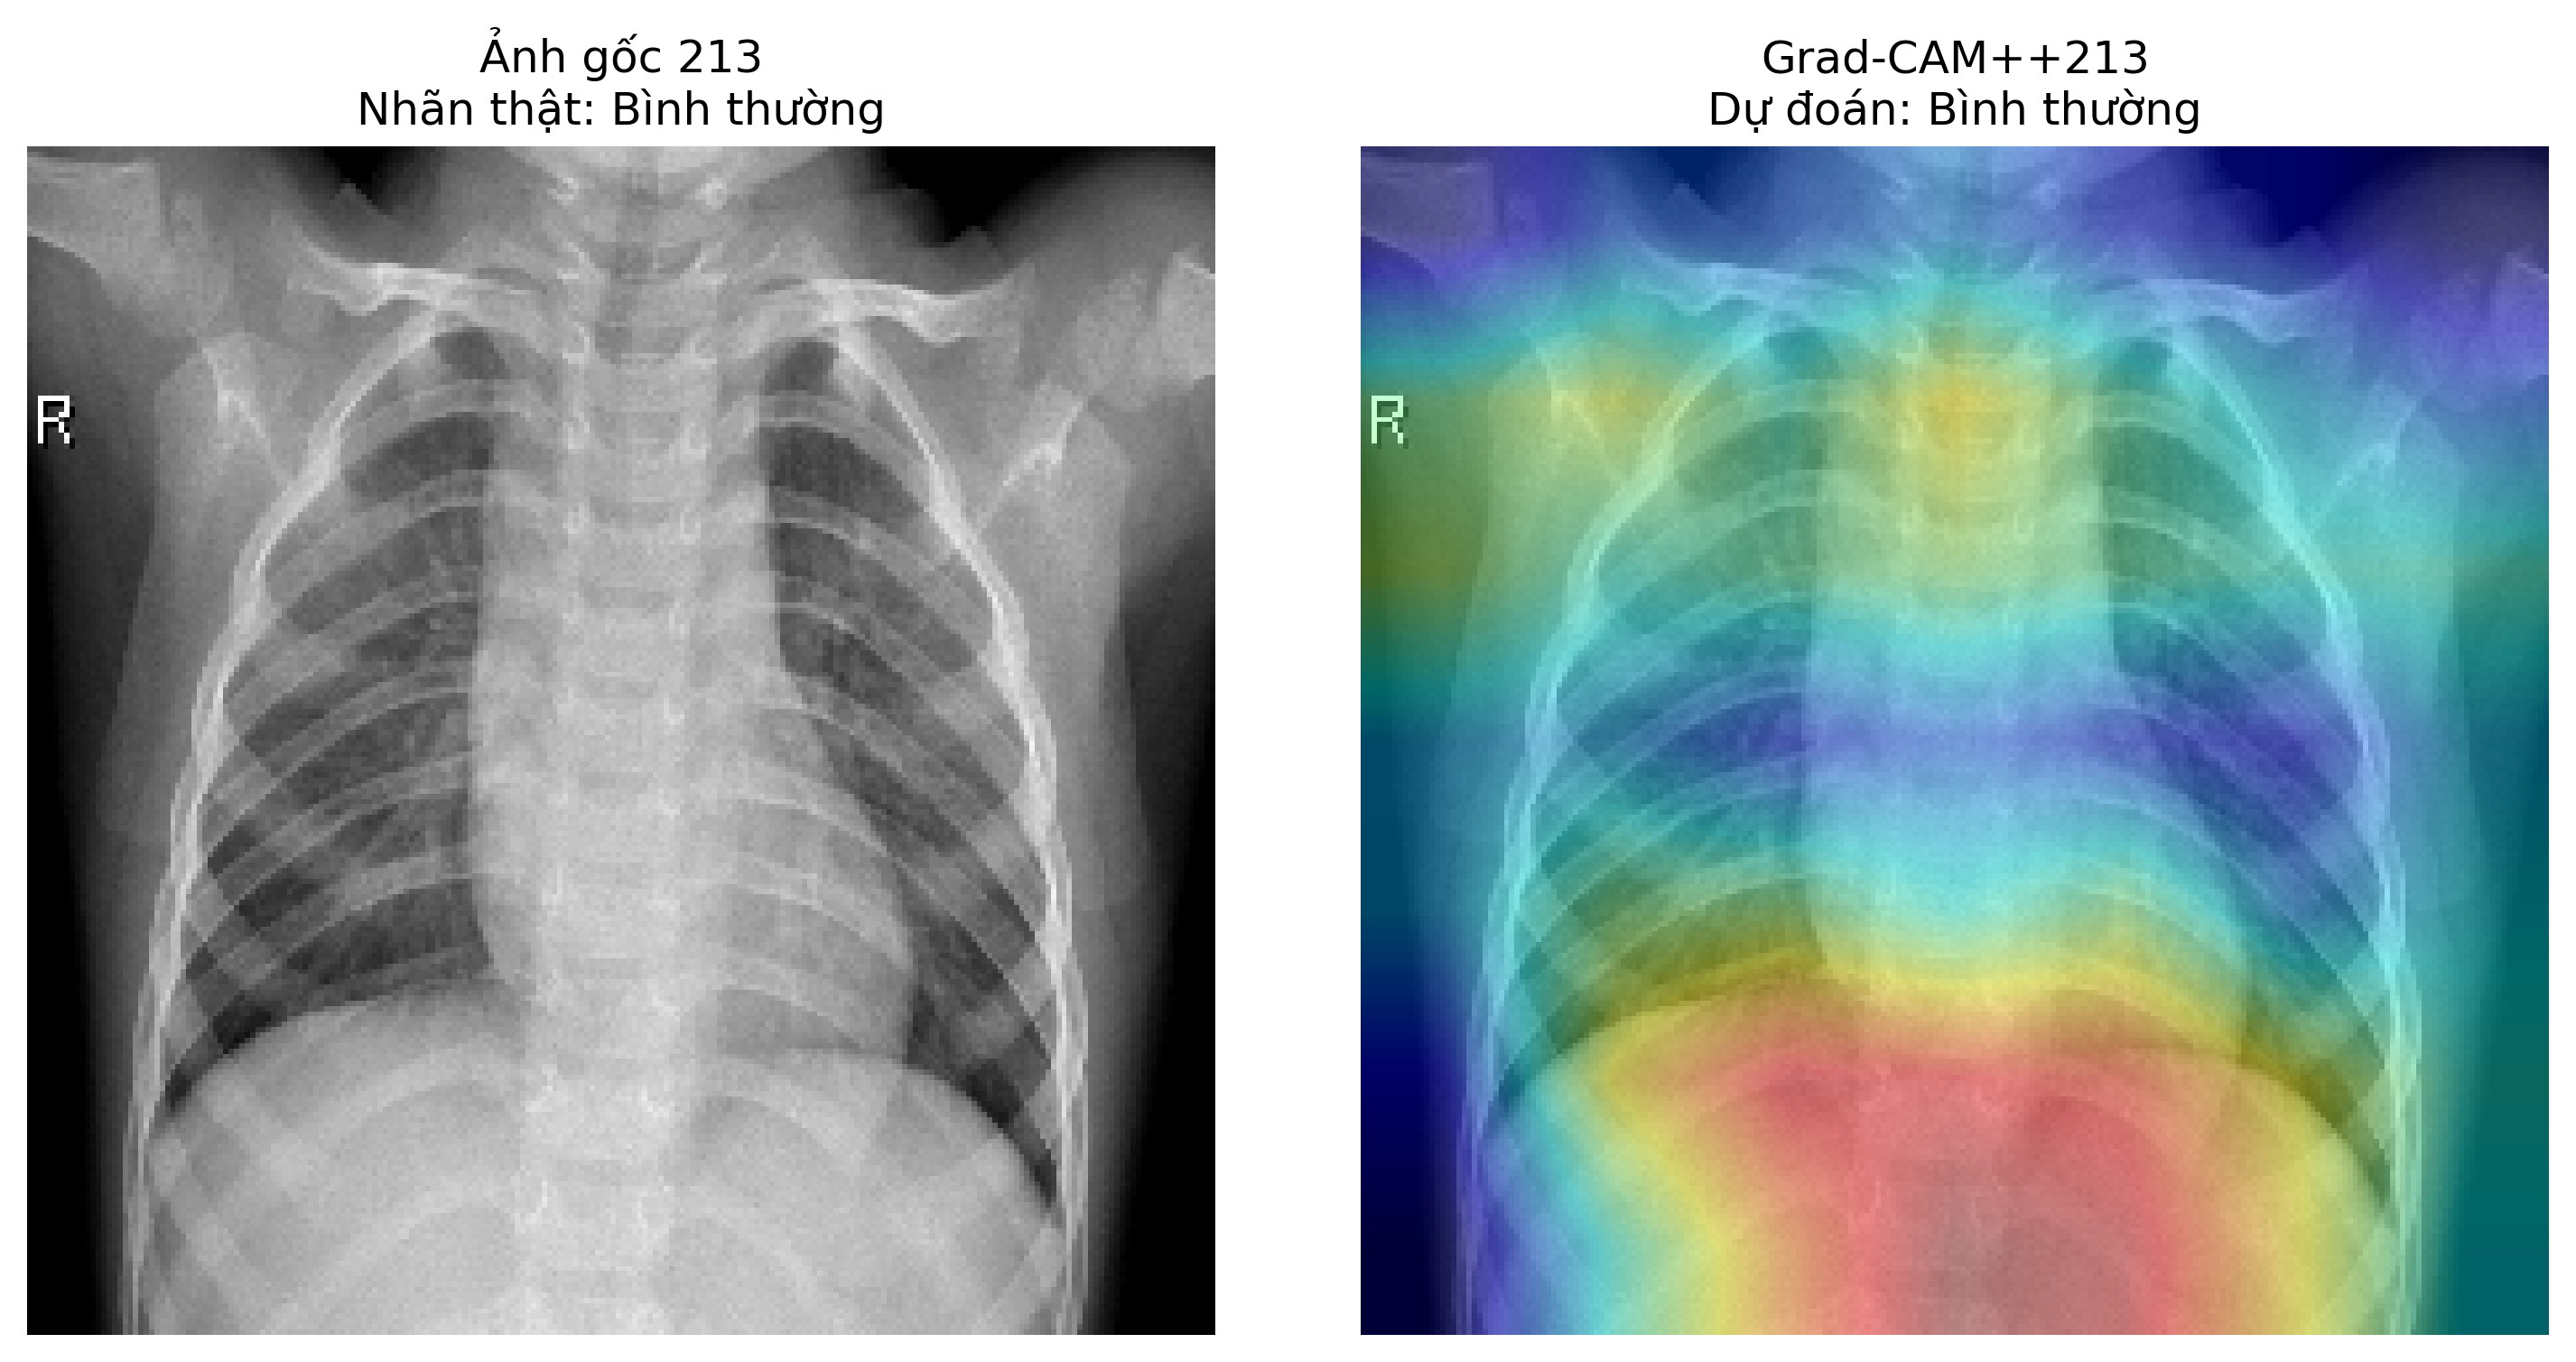 Ảnh gốc 213
Nhãn thật: Bình thường
Grad-CAM++213
Dự đoán: Bình thường
R
R